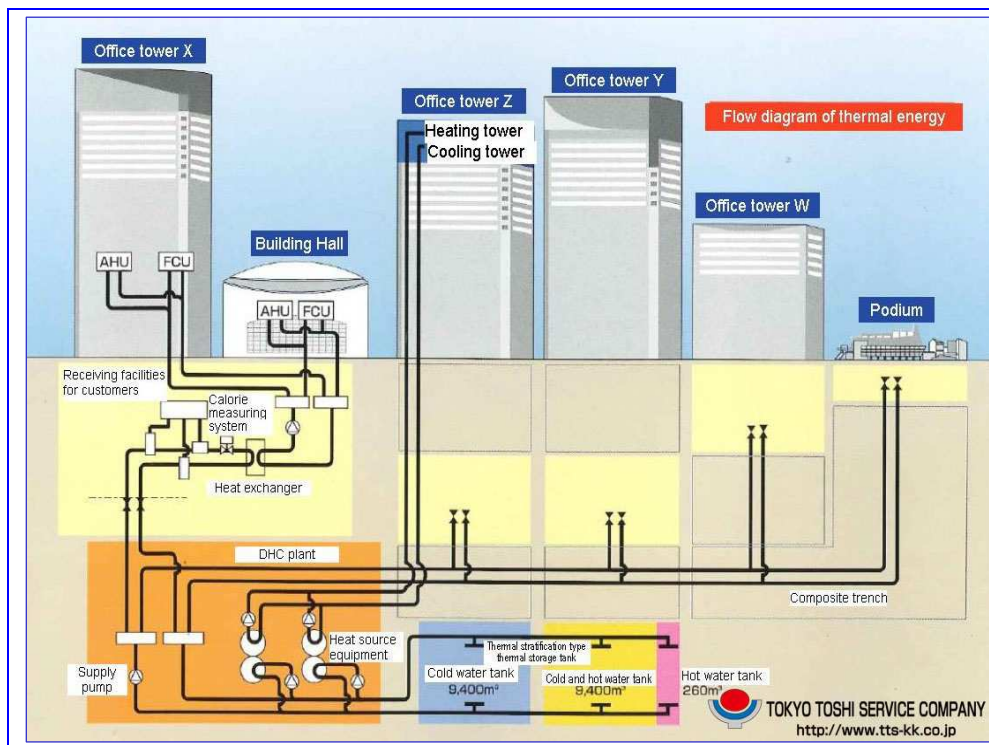 Office tower X
Office tower Y
Office tower Z
Flow diagram of thermal energy
Heating tower
Cooling tower
Office tower W
Building Hall
AHU
FCU
AHU
FCU
Podium
Receiving facilities
for customers
Calorie
measuring
system
Heat exchanger
DHC plant
Composite trench
Heat source
equipment
Supply
pump
Thermal stratification type
thermal storage tank
Cold water tank
9,400m³
Cold and hot water tank
9,400m³
Hot water tank
260m³
TOKYO TOSHI SERVICE COMPANY
http://www.tts-kk.co.jp